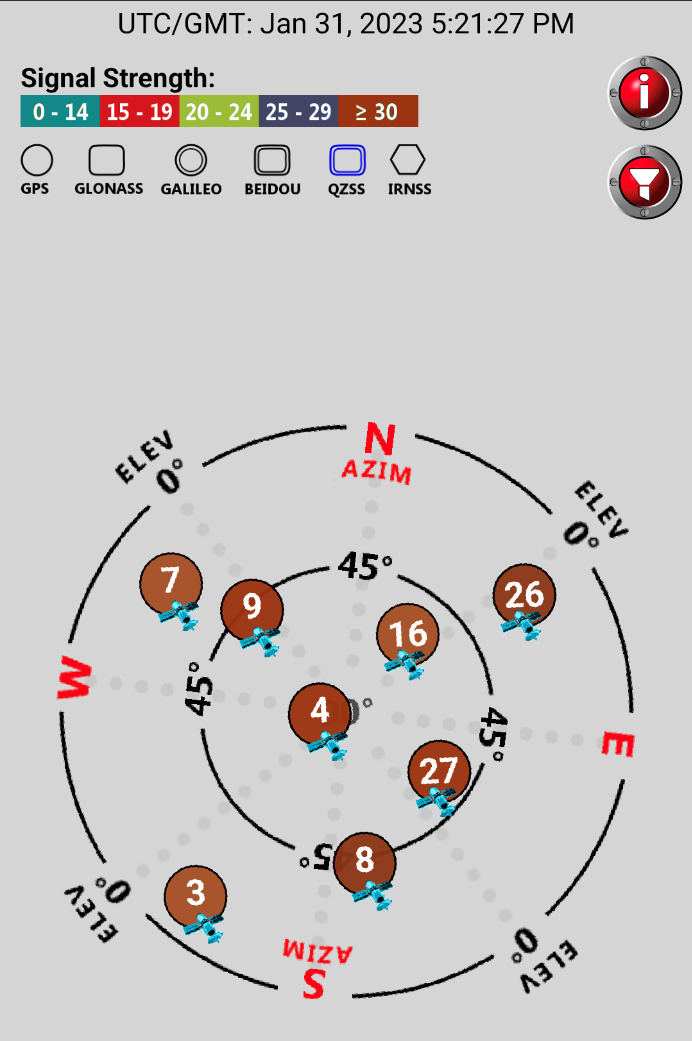 UTC/GMT: Jan 31, 2023 5:21:27 PM
Signal Strength:
0 - 14 15 - 19 20 - 24 25 - 29 ≥ 30
i
GPS GLONASS GALILEO BEIDOU QZSS IRNSS
N
AZIM
ELEV
0°
ELEV
0°
45°
7
9
26
16
W
45°
4
45°
E
27
8
3
0°
ELEV
AZIM
S
0°
ELEV